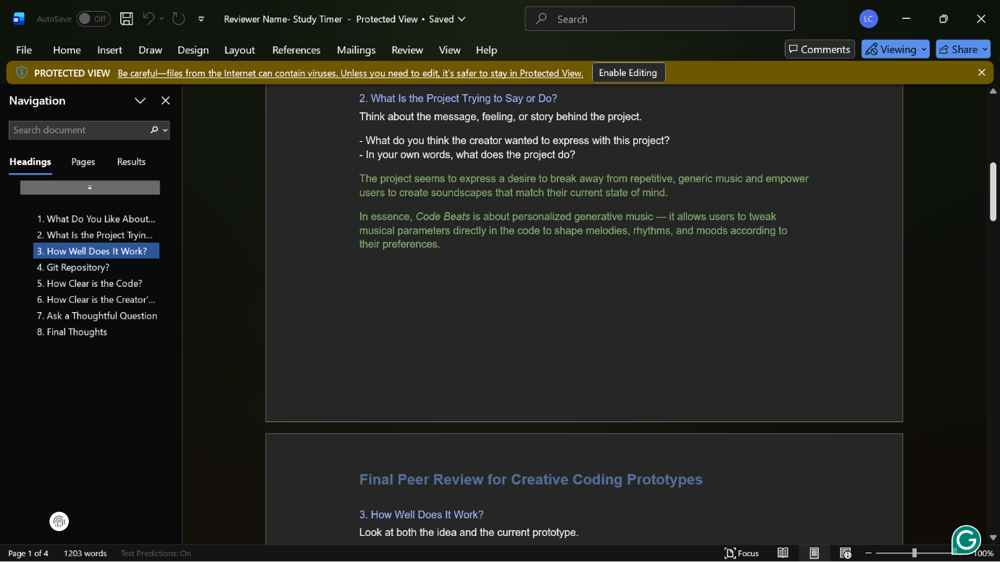 AutoSave Off Reviewer Name- Study Timer - Protected View • Saved Search LC
File Home Insert Draw Design Layout References Mailings Review View Help Comments Viewing Share
PROTECTED VIEW Be careful—files from the Internet can contain viruses. Unless you need to edit, it's safer to stay in Protected View. Enable Editing
Navigation
Search document
Headings Pages Results
1. What Do You Like About...
2. What Is the Project Tryin...
3. How Well Does It Work?
4. Git Repository?
5. How Clear is the Code?
6. How Clear is the Creator'...
7. Ask a Thoughtful Question
8. Final Thoughts
2. What Is the Project Trying to Say or Do?
Think about the message, feeling, or story behind the project.
- What do you think the creator wanted to express with this project?
- In your own words, what does the project do?
The project seems to express a desire to break away from repetitive, generic music and empower
users to create soundscapes that match their current state of mind.
In essence, Code Beats is about personalized generative music — it allows users to tweak
musical parameters directly in the code to shape melodies, rhythms, and moods according to
their preferences.
Final Peer Review for Creative Coding Prototypes
3. How Well Does It Work?
Look at both the idea and the current prototype.
Page 1 of 4 1203 words Text Predictions: On Focus 100%